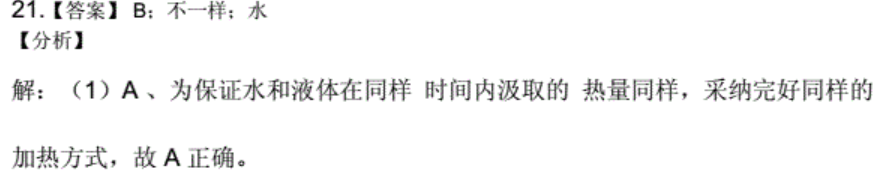 21.【答案】 B；不一样；水
【分析】
解：（1）A 、为保证水和液体在同样 时间内汲取的 热量同样，采纳完好同样的
加热方式，故 A 正确。